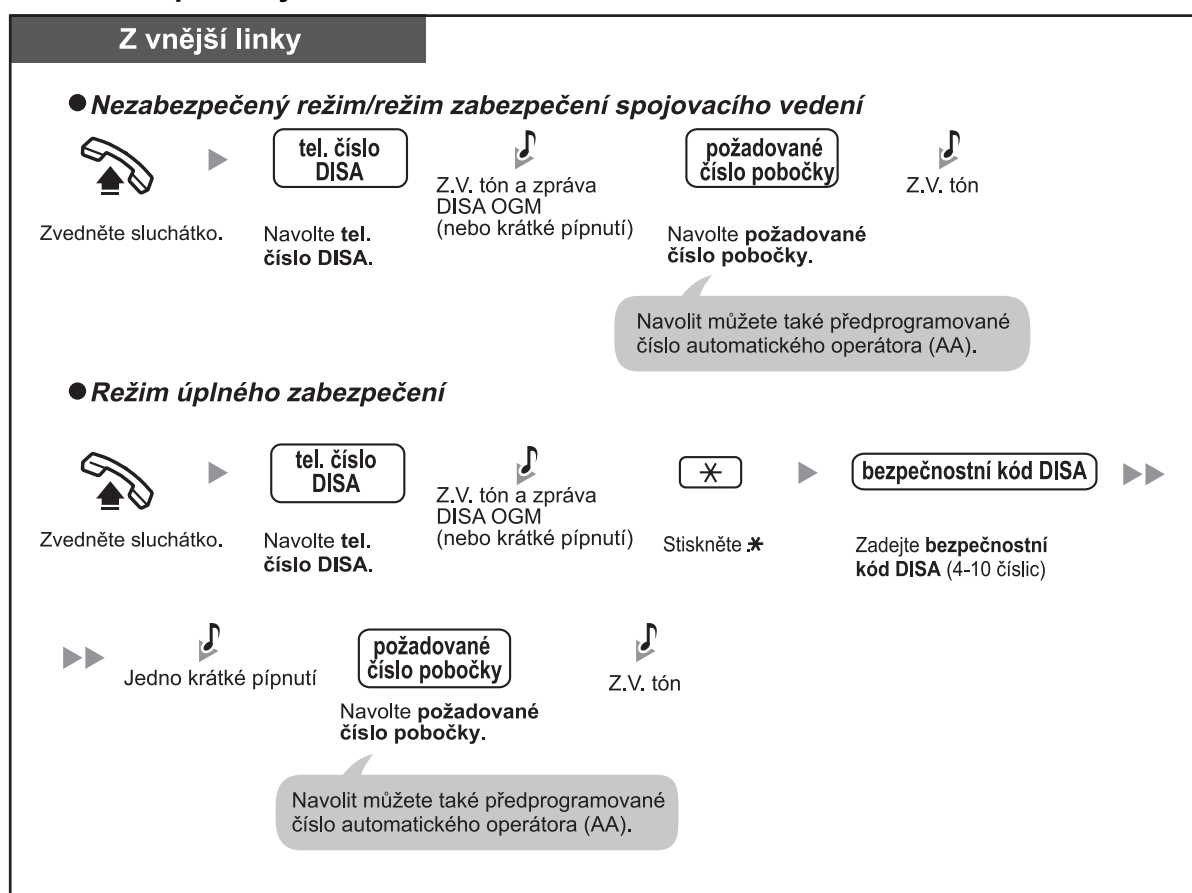 Z vnější linky
●Nezabezpečený režim/režim zabezpečení spojovacího vedení
tel. číslo
DISA
požadované
číslo pobočky
Z.V. tón a zpráva
DISA OGM
(nebo krátké pípnutí)
Z.V. tón
Zvedněte sluchátko.
Navolte tel.
číslo DISA.
Navolte požadované
číslo pobočky.
Navolit můžete také předprogramované
číslo automatického operátora (AA).
●Režim úplného zabezpečení
tel. číslo
DISA
Z.V. tón a zpráva
DISA OGM
(nebo krátké pípnutí)
*
bezpečnostní kód DISA
Zvedněte sluchátko.
Navolte tel.
číslo DISA.
Stiskněte .*
Zadejte bezpečnostní
kód DISA (4-10 číslic)
Jedno krátké pípnutí
požadované
číslo pobočky
Z.V. tón
Navolte požadované
číslo pobočky.
Navolit můžete také předprogramované
číslo automatického operátora (AA).